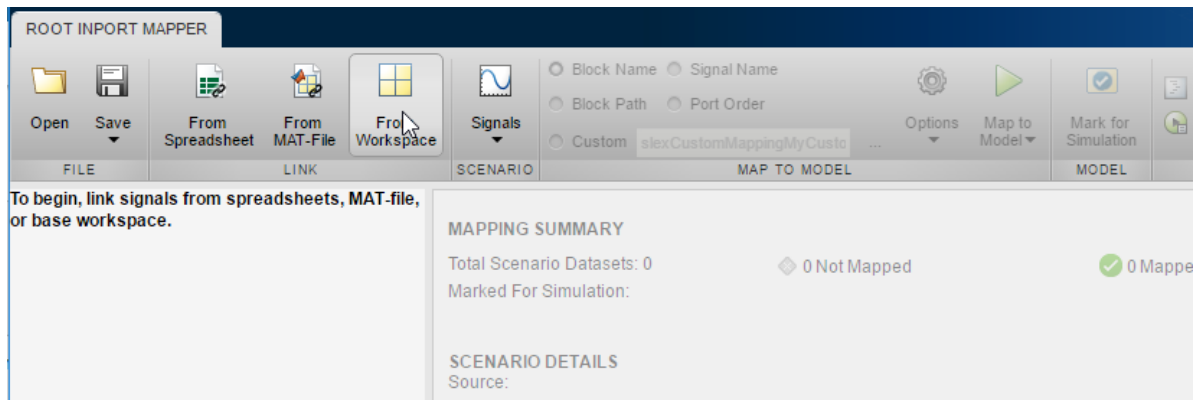 ROOT INPORT MAPPER
Open
Save
From Spreadsheet
From MAT-File
From Workspace
Signals
Block Name
Signal Name
Block Path
Port Order
Custom
slexCustomMappingMyCusto
...
Options
Map to Model
Mark for Simulation
FILE
LINK
SCENARIO
MAP TO MODEL
MODEL
To begin, link signals from spreadsheets, MAT-file,
or base workspace.
MAPPING SUMMARY
Total Scenario Datasets: 0
0 Not Mapped
0 Mappe
Marked For Simulation:
SCENARIO DETAILS
Source: